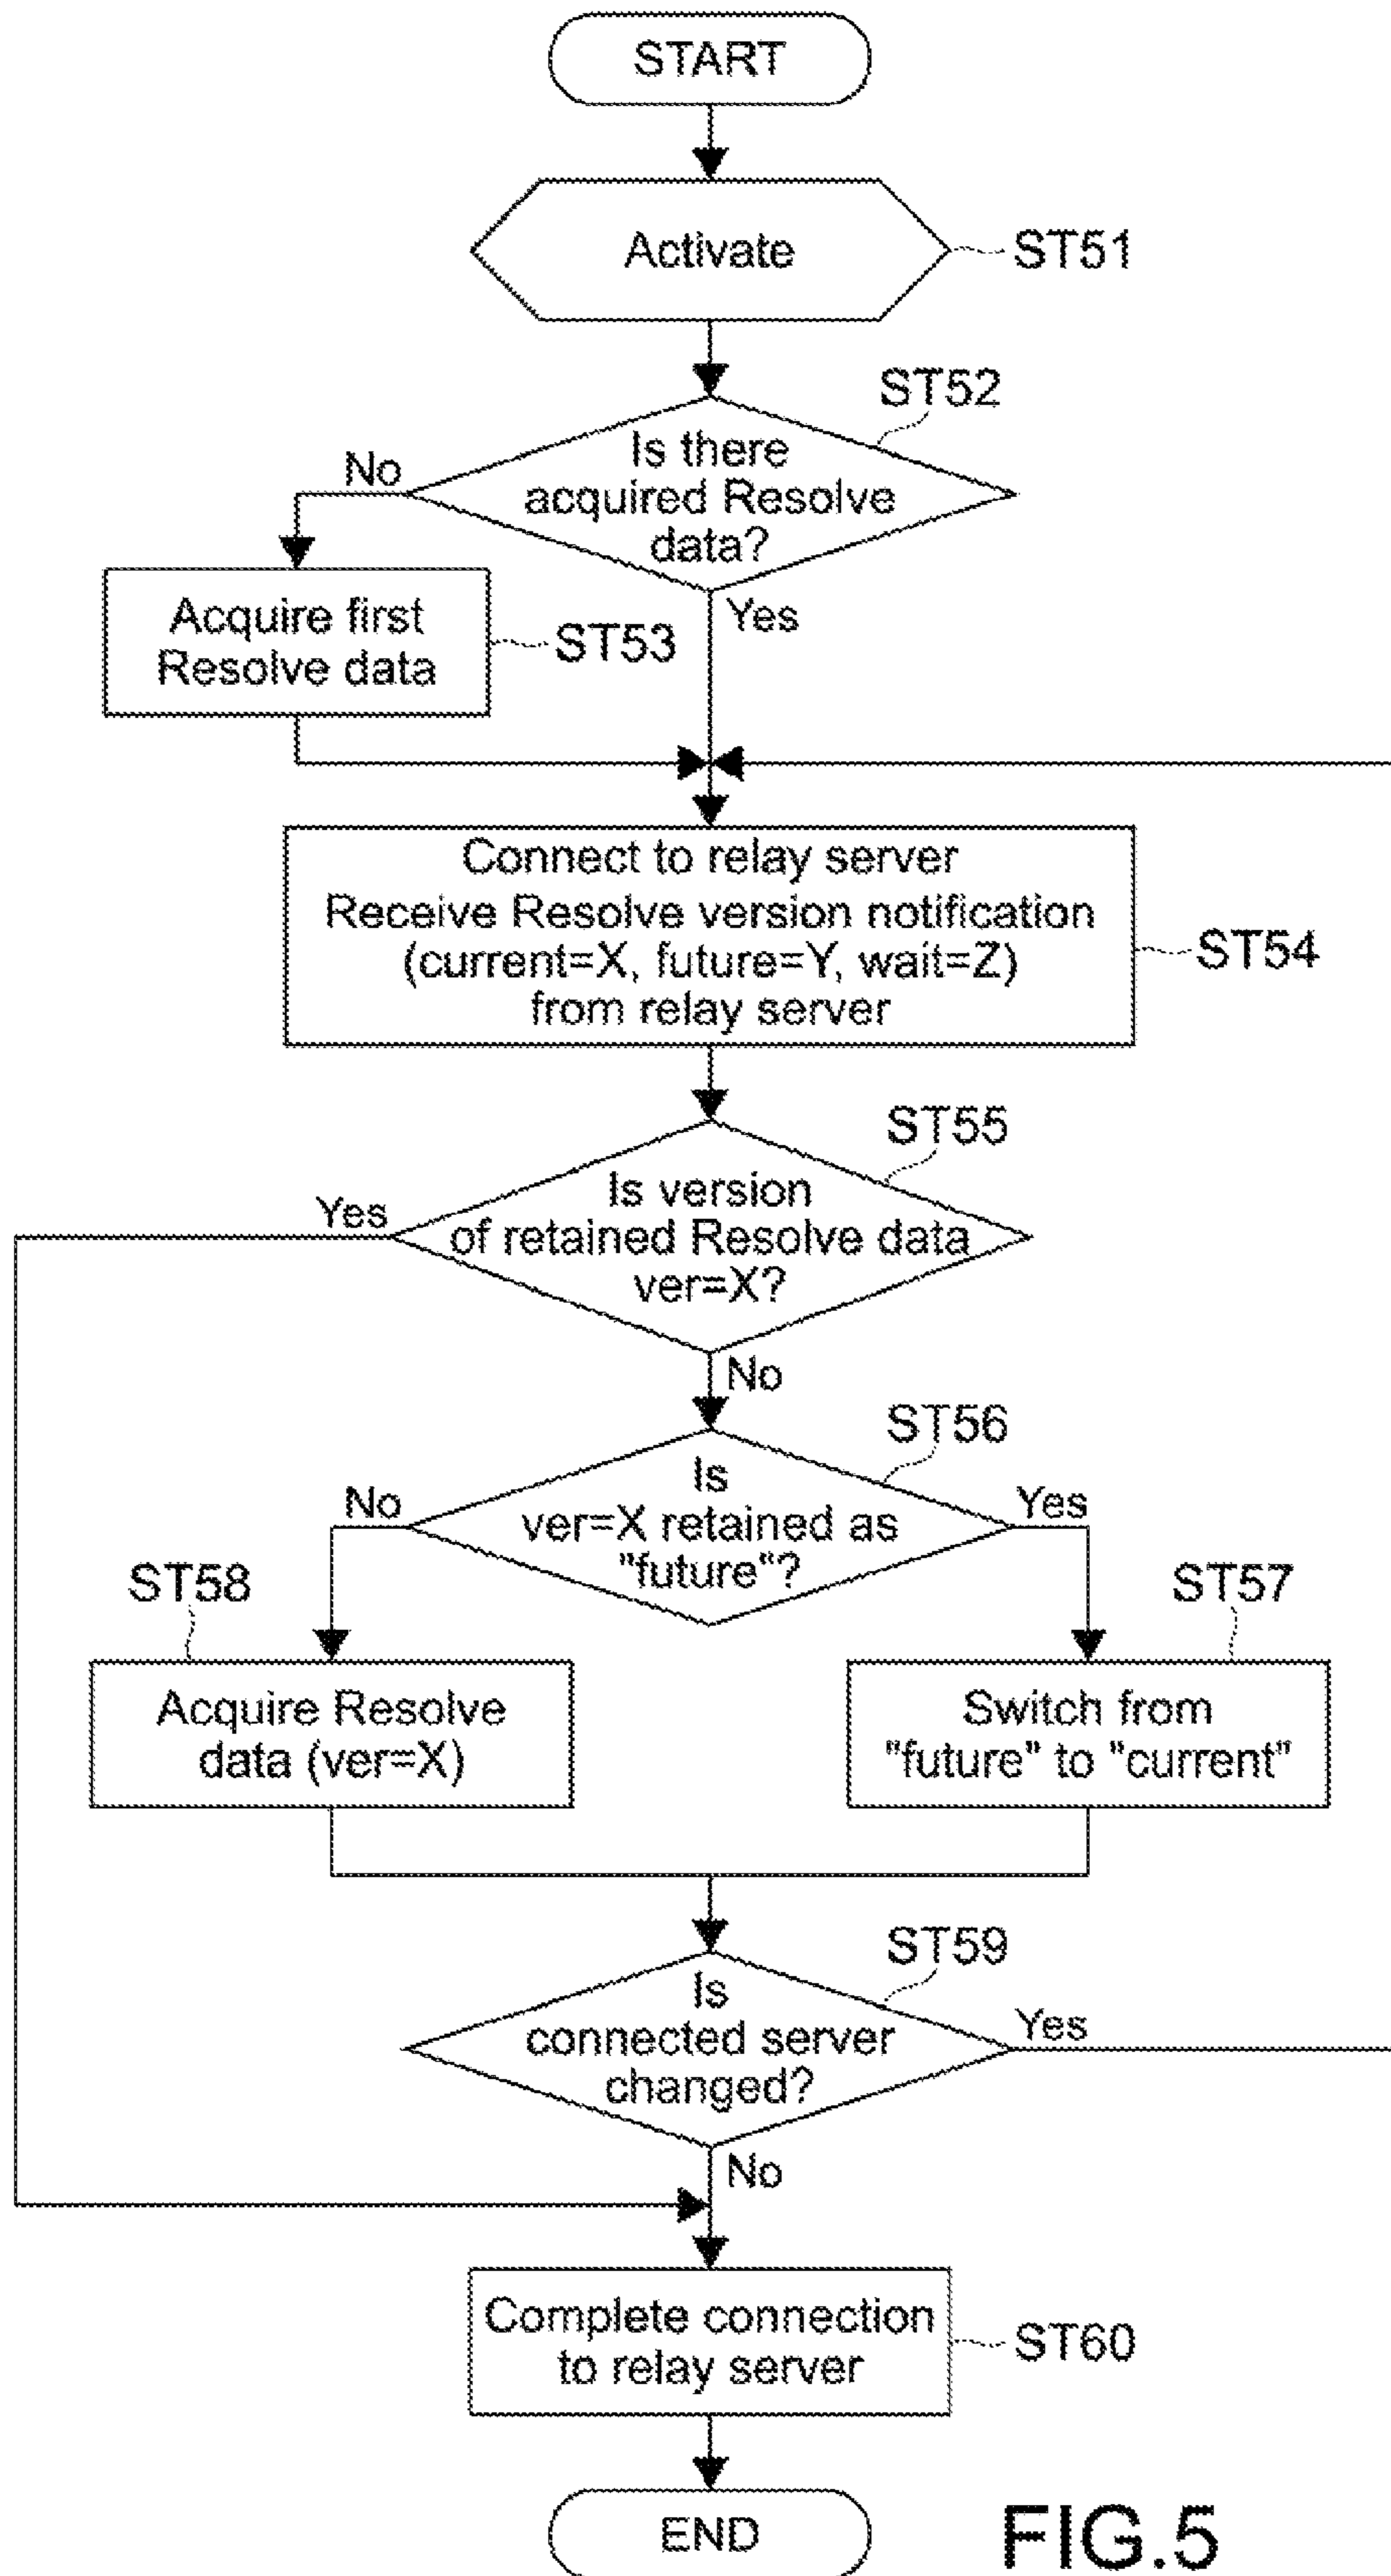 START
Activate
ST51
ST52
Is there
acquired Resolve
data?
No
Yes
Acquire first
Resolve data
ST53
Connect to relay server
Receive Resolve version notification
(current=X, future=Y, wait=Z)
from relay server
ST54
ST55
Is version
of retained Resolve data
ver=X?
Yes
No
ST56
Is
ver=X retained as
"future"?
No
Yes
ST58
ST57
Acquire Resolve
data (ver=X)
Switch from
"future" to "current"
ST59
Is
connected server
changed?
Yes
No
Complete connection
to relay server
ST60
END
FIG.5